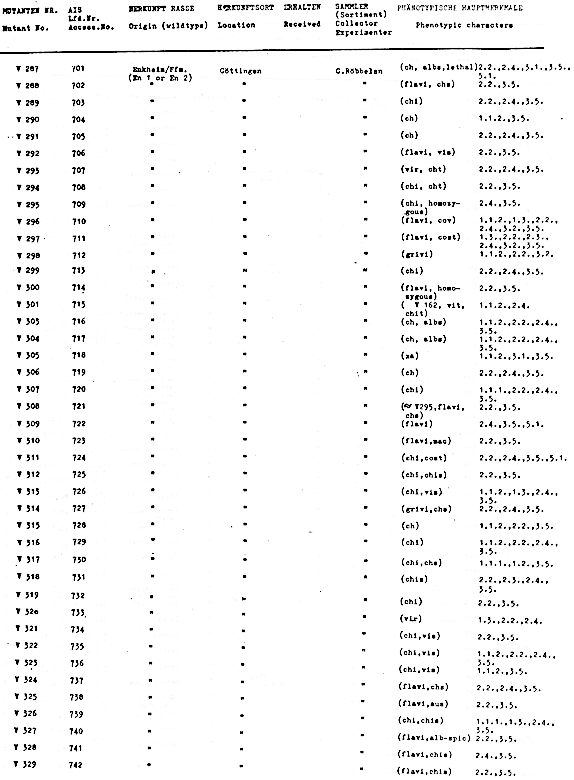 MUTANTEN NR. AIS HERKUNFT RASSE HERKUNFTSORT ERHALTEN SAMMLER PHÄNOTYPISCHE HAUPTMERKMALE
Lfd.Nr. (Sortiment)
Mutant No. Access.No. Origin (wildtype) Location Received Collector Phenotypic characters
Experimenter
V 287 701 Enkheim/Ffm. Göttingen G.Röbbelen (ch, albe,lethal)2.2.,2.4.,3.1.,3.5.,
(En 1 or En 2) 5.1.
V 288 702 " " " (flavi, chs) 2.2.,3.5.
V 289 703 " " " (chi) 2.2.,2.4.,3.5.
V 290 704 " " " (ch) 1.1.2.,3.5.
V 291 705 " " " (ch) 2.2.,2.4.,3.5.
V 292 706 " " " (flavi, vis) 2.2.,3.5.
V 293 707 " " " (vir, cht) 2.2.,2.4.,3.5.
V 294 708 " " " (chi, cht) 2.2.,3.5.
V 295 709 " " " (chi, homozy- 2.4.,3.5.
gous)
V 296 710 " " " (flavi, cov) 1.1.2.,1.3.,2.2.,
2.4.,3.2.,3.5.
V 297 711 " " " (flavi, cost) 1.3.,2.2.,2.3.,
2.4.,3.2.,3.5.
V 298 712 " " " (grivi) 1.1.2.,2.2.,3.2.
V 299 713 " " " (chi) 2.2.,2.4.,3.5.
V 300 714 " " " (flavi, homo- 2.2.,3.5.
zygous)
V 301 715 " " " ( V 162, vit, 1.1.2.,2.4.
chit)
V 303 716 " " " (ch, albe) 1.1.2.,2.2.,2.4.,
3.5.
V 304 717 " " " (ch, albe) 1.1.2.,2.2.,2.4.,
3.5.
V 305 718 " " " (xa) 1.1.2.,3.1.,3.5.
V 306 719 " " " (ch) 2.2.,2.4.,3.5.
V 307 720 " " " (chi) 1.1.1.,2.2.,2.4.,
3.5.
V 308 721 " " " (≈ V295,flavi, 2.2.,3.5.
chs)
V 309 722 " " " (flavi) 2.4.,3.5.,5.1.
V 310 723 " " " (flavi,mac) 2.2.,3.5.
V 311 724 " " " (chi,cost) 2.2.,2.4.,3.5.,5.1.
V 312 725 " " " (chi,chis) 2.2.,3.5.
V 313 726 " " " (chi,vis) 1.1.2.,1.3.,2.4.,
3.5.
V 314 727 " " " (grivi,chs) 2.2.,2.4.,3.5.
V 315 728 " " " (ch) 1.1.2.,2.2.,3.5.
V 316 729 " " " (chi) 1.1.2.,2.2.,2.4.,
3.5.
V 317 730 " " " (chi,chs) 1.1.1.,1.2.,3.5.
V 318 731 " " " (chis) 2.2.,2.3.,2.4.,
3.5.
V 319 732 " " " (chi) 2.2.,3.5.
V 320 733 " " " (vir) 1.3.,2.2.,2.4.
V 321 734 " " " (chi,vis) 2.2.,3.5.
V 322 735 " " " (chi,vis) 1.1.2.,2.2.,2.4.,
3.5.
V 323 736 " " " (chi,vis) 1.1.2.,3.5.
V 324 737 " " " (flavi,chs) 2.2.,2.4.,3.5.
V 325 738 " " " (flavi,sus) 2.2.,3.5.
V 326 739 " " " (chi,chis) 1.1.1.,1.3.,2.4.,
3.5.
V 327 740 " " " (flavi,alb-spic) 2.2.,3.5.
V 328 741 " " " (flavi,chis) 2.4.,3.5.
V 329 742 " " " (flavi,chis) 2.2.,3.5.